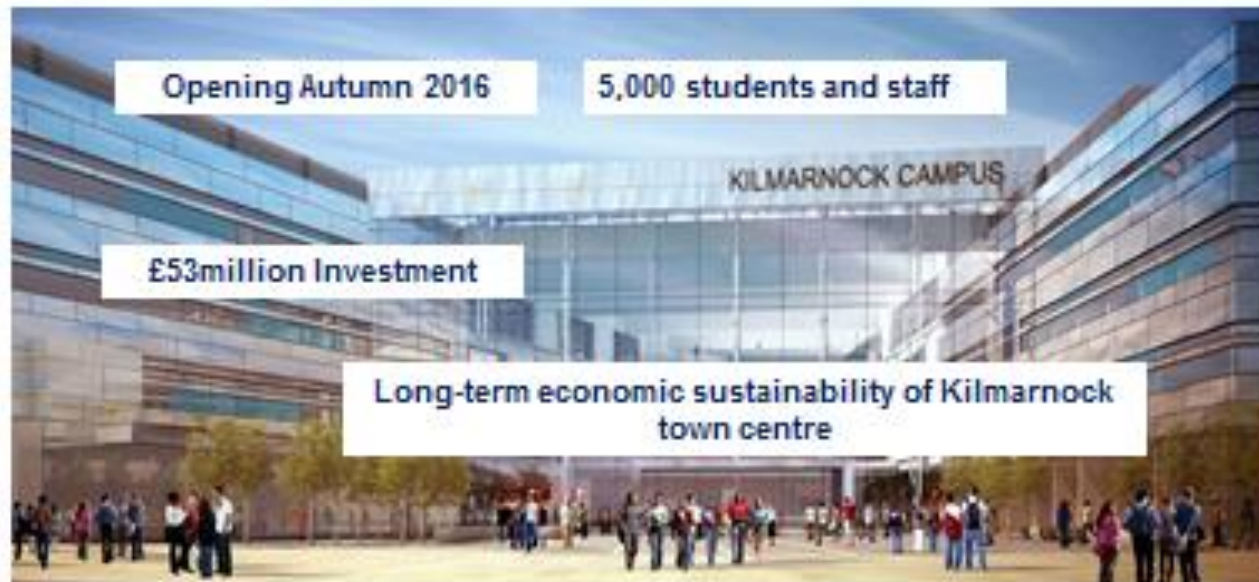 Opening Autumn 2016
5,000 students and staff
KILMARNOCK CAMPUS
£53million Investment
Long-term economic sustainability of Kilmarnock
town centre